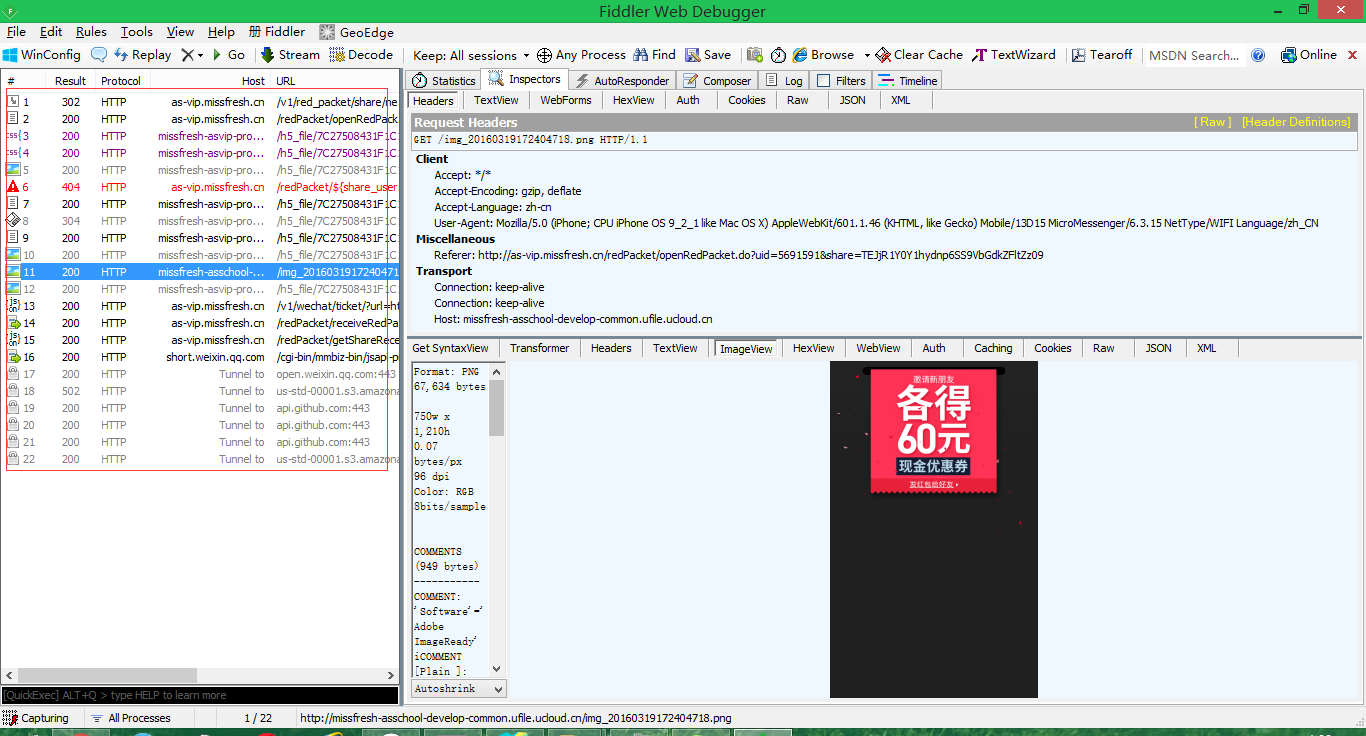 Fiddler Web Debugger
File Edit Rules Tools View Help Fiddler GeoEdge
WinConfig Replay Go Stream Decode Keep: All sessions Any Process Find Save Browse Clear Cache TextWizard Tearoff MSDN Search... Online
# Result Protocol Host URL
1 302 HTTP as-vip.missfresh.cn /v1/red_packet/share/ne
2 200 HTTP as-vip.missfresh.cn /redPacket/openRedPack
3 200 HTTP missfresh-asvip-pro... /h5_file/7C27508431F1C1
4 200 HTTP missfresh-asvip-pro... /h5_file/7C27508431F1C1
5 200 HTTP missfresh-asvip-pro... /h5_file/7C27508431F1C1
6 404 HTTP as-vip.missfresh.cn /redPacket/${share_user
7 200 HTTP missfresh-asvip-pro... /h5_file/7C27508431F1C1
8 304 HTTP missfresh-asvip-pro... /h5_file/7C27508431F1C1
9 200 HTTP missfresh-asvip-pro... /h5_file/7C27508431F1C1
10 200 HTTP missfresh-asvip-pro... /h5_file/7C27508431F1C1
11 200 HTTP missfresh-asschool-... /img_2016031917240471
12 200 HTTP missfresh-asvip-pro... /h5_file/7C27508431F1C1
13 200 HTTP as-vip.missfresh.cn /v1/wechat/ticket/?url=ht
14 200 HTTP as-vip.missfresh.cn /redPacket/receiveRedPa
15 200 HTTP as-vip.missfresh.cn /redPacket/getShareRece
16 200 HTTP short.weixin.qq.com /cgi-bin/mmbiz-bin/jsapi-p
17 200 HTTP Tunnel to open.weixin.qq.com:443
18 502 HTTP Tunnel to us-std-00001.s3.amazona
19 200 HTTP Tunnel to api.github.com:443
20 200 HTTP Tunnel to api.github.com:443
21 200 HTTP Tunnel to api.github.com:443
22 200 HTTP Tunnel to us-std-00001.s3.amazona
[QuickExec] ALT+Q > type HELP to learn more
Statistics Inspectors AutoResponder Composer Log Filters Timeline
Headers TextView WebForms HexView Auth Cookies Raw JSON XML
Request Headers [ Raw ] [Header Definitions]
GET /img_20160319172404718.png HTTP/1.1
Client
Accept: */*
Accept-Encoding: gzip, deflate
Accept-Language: zh-cn
User-Agent: Mozilla/5.0 (iPhone; CPU iPhone OS 9_2_1 like Mac OS X) AppleWebKit/601.1.46 (KHTML, like Gecko) Mobile/13D15 MicroMessenger/6.3.15 NetType/WIFI Language/zh_CN
Miscellaneous
Referer: http://as-vip.missfresh.cn/redPacket/openRedPacket.do?uid=5691591&share=TEJjR1Y0Y1hydnp6SS9VbGdkZFltZz09
Transport
Connection: keep-alive
Connection: keep-alive
Host: missfresh-asschool-develop-common.ufile.ucloud.cn
Get SyntaxView Transformer Headers TextView ImageView HexView WebView Auth Caching Cookies Raw JSON XML
Format: PNG
67,634 bytes
750w x
1,210h
0.07
bytes/px
96 dpi
Color: RGB
8bits/sample
COMMENTS
(949 bytes)
-----------
COMMENT:
'Software'='
Adobe
ImageReady'
iCOMMENT
[Plain ]:
Autoshrink
邀请新朋友
各得
60元
现金优惠券
发红包给好友
Capturing All Processes 1 / 22 http://missfresh-asschool-develop-common.ufile.ucloud.cn/img_20160319172404718.png